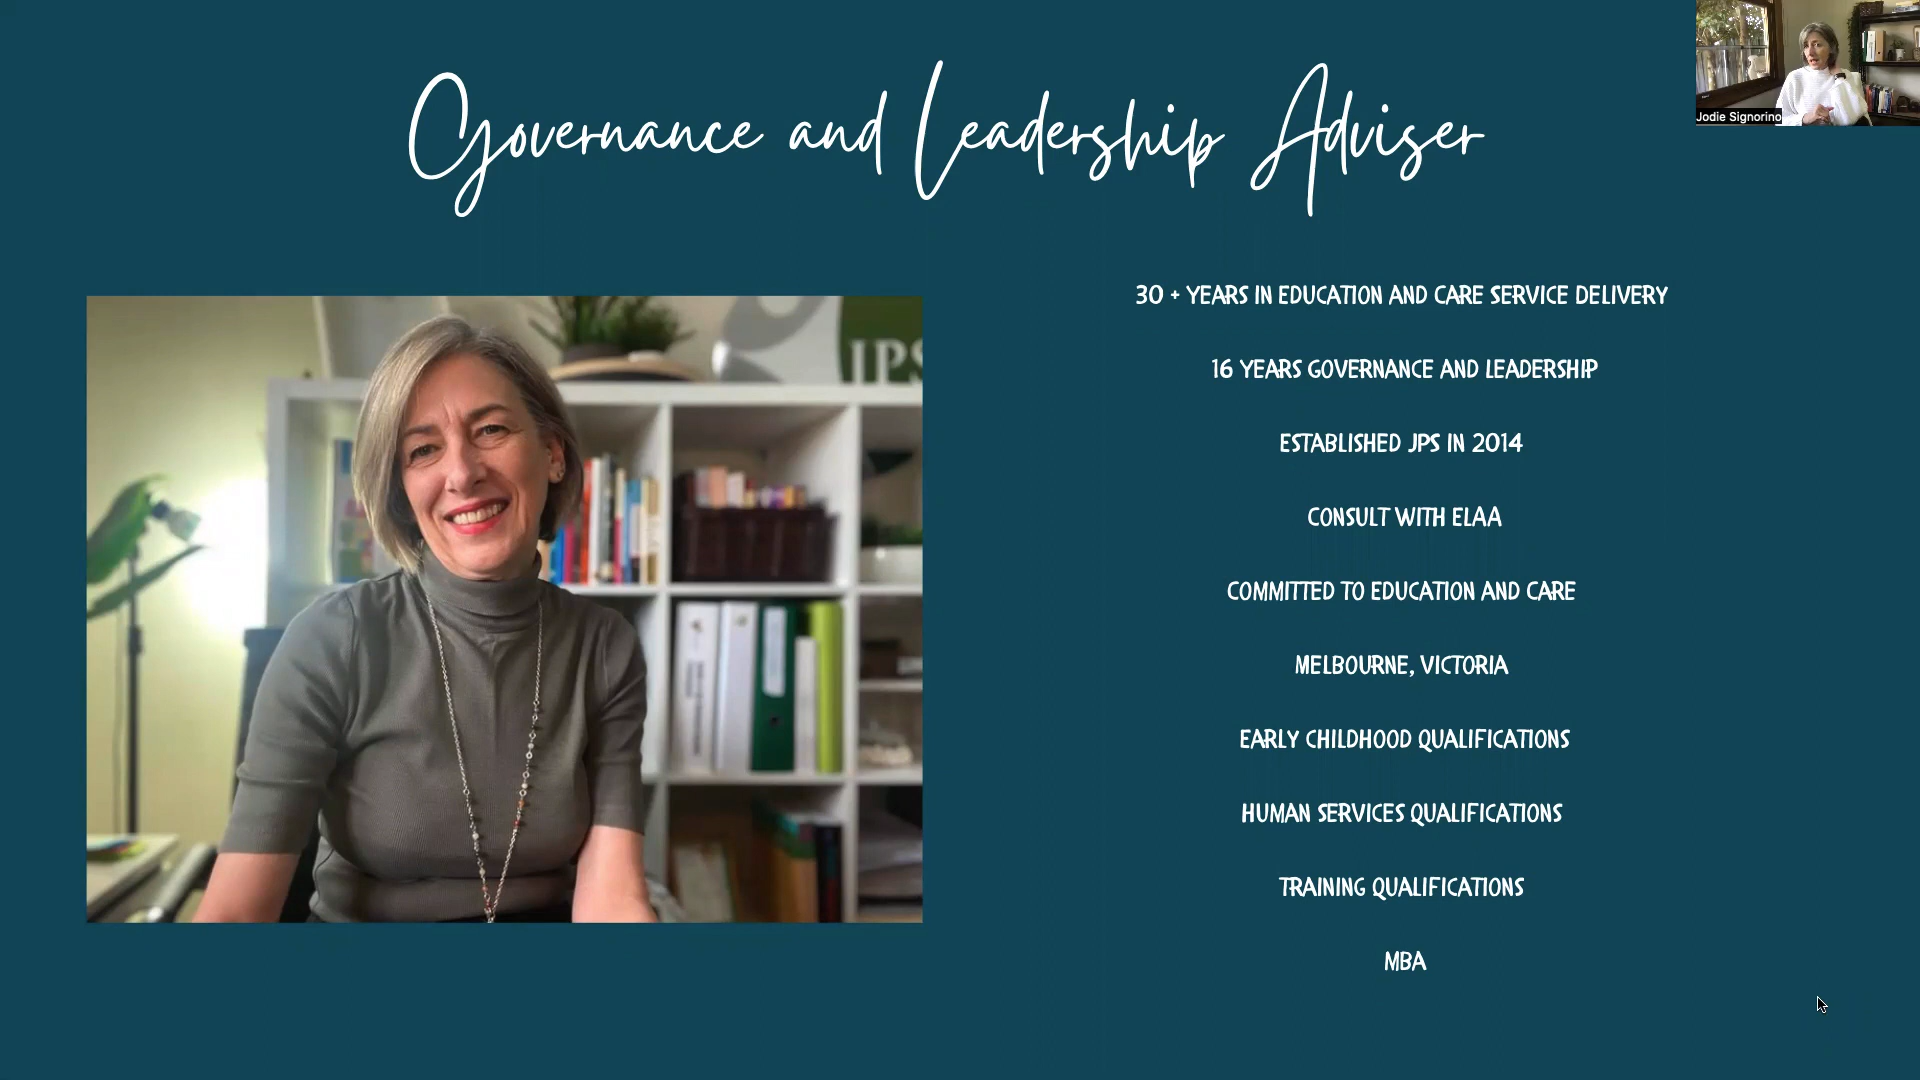 Governance and Leadership Adviser
Jodie Signorino
JPS
30 + YEARS IN EDUCATION AND CARE SERVICE DELIVERY
16 YEARS GOVERNANCE AND LEADERSHIP
ESTABLISHED JPS IN 2014
CONSULT WITH ELAA
COMMITTED TO EDUCATION AND CARE
MELBOURNE, VICTORIA
EARLY CHILDHOOD QUALIFICATIONS
HUMAN SERVICES QUALIFICATIONS
TRAINING QUALIFICATIONS
MBA